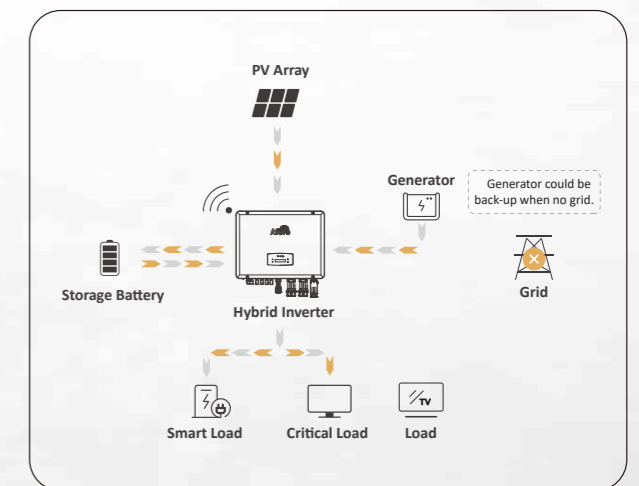 PV Array
Generator
Generator could be
back-up when no grid.
Storage Battery
Hybrid Inverter
Grid
TV
Smart Load
Critical Load
Load